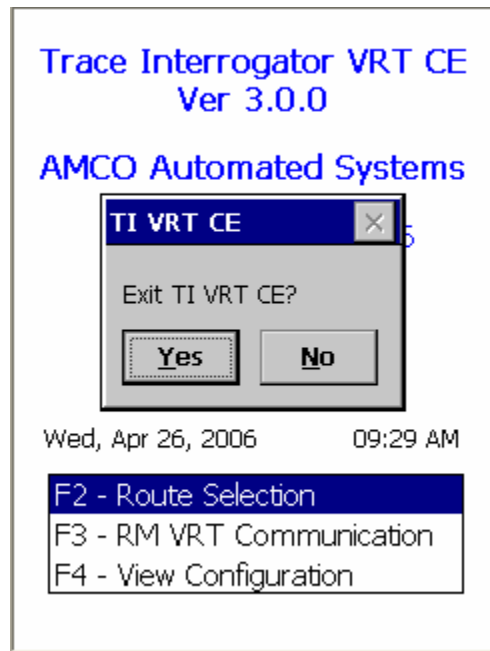 Trace Interrogator VRT CE
Ver 3.0.0
AMCO Automated Systems
TI VRT CE
Exit TI VRT CE?
Yes No
Wed, Apr 26, 2006 09:29 AM
F2 - Route Selection
F3 - RM VRT Communication
F4 - View Configuration